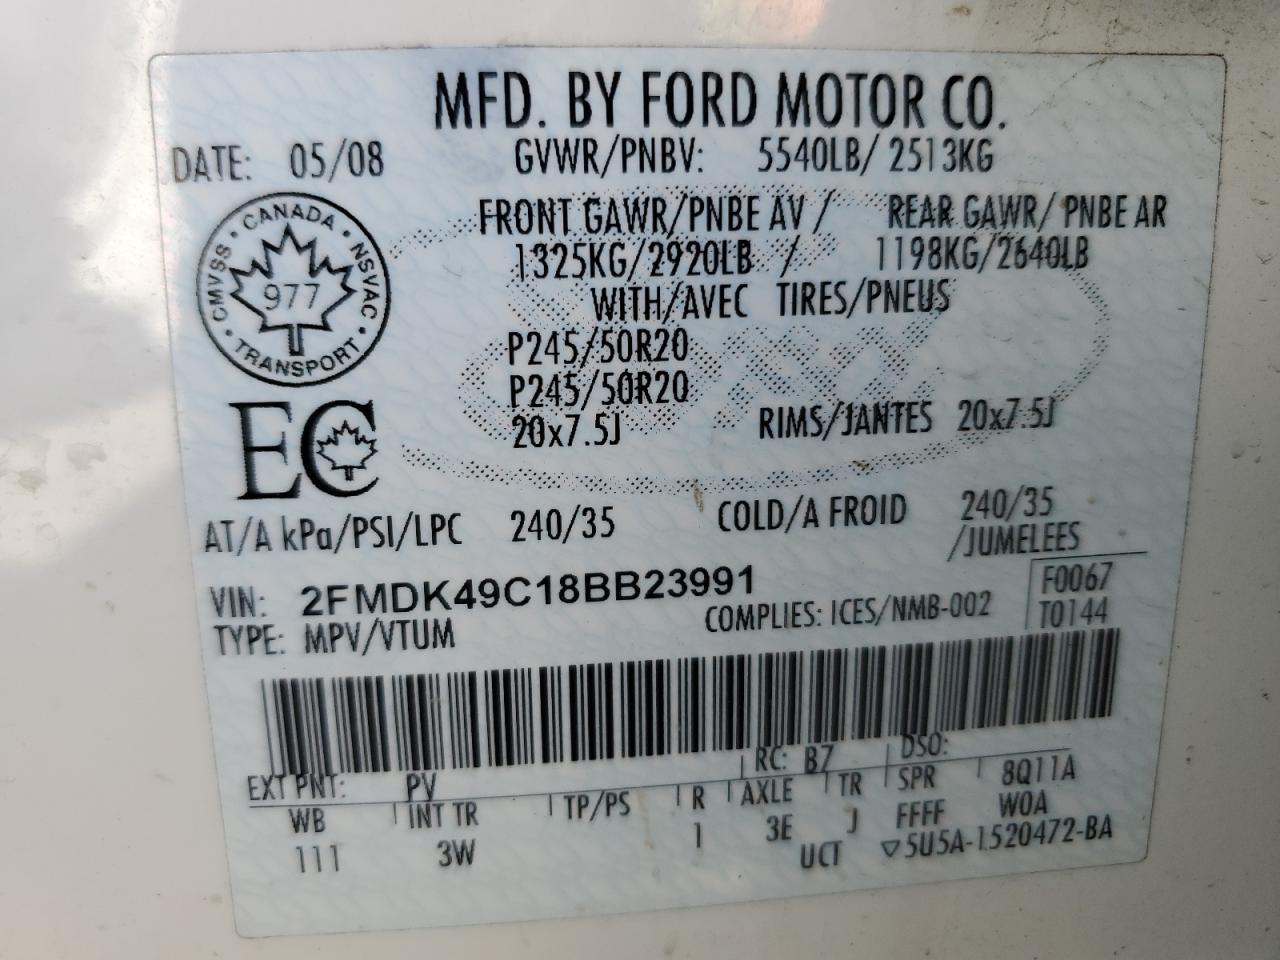 MFD. BY FORD MOTOR CO.
DATE: 05/08 GVWR/PNBV: 5540LB/ 2513KG
FRONT GAWR/PNBE AV / REAR GAWR/ PNBE AR
1325KG/2920LB / 1198KG/2640LB
WITH/AVEC TIRES/PNEUS
CMVSS · CANADA · NSVAC · TRANSPORT ·
977
P245/50R20
P245/50R20
20x7.5J RIMS/JANTES 20x7.5J
EC
AT/A kPa/PSI/LPC 240/35 COLD/A FROID 240/35
/JUMELEES
VIN: 2FMDK49C18BB23991 F0067
TYPE: MPV/VTUM COMPLIES: ICES/NMB-002 T0144
EXT PNT: PV RC: B7 DSO:
WB INT TR TP/PS R AXLE TR SPR 8Q11A
111 3W 1 3E J FFFF W0A
UCT ▽5U5A-1520472-BA